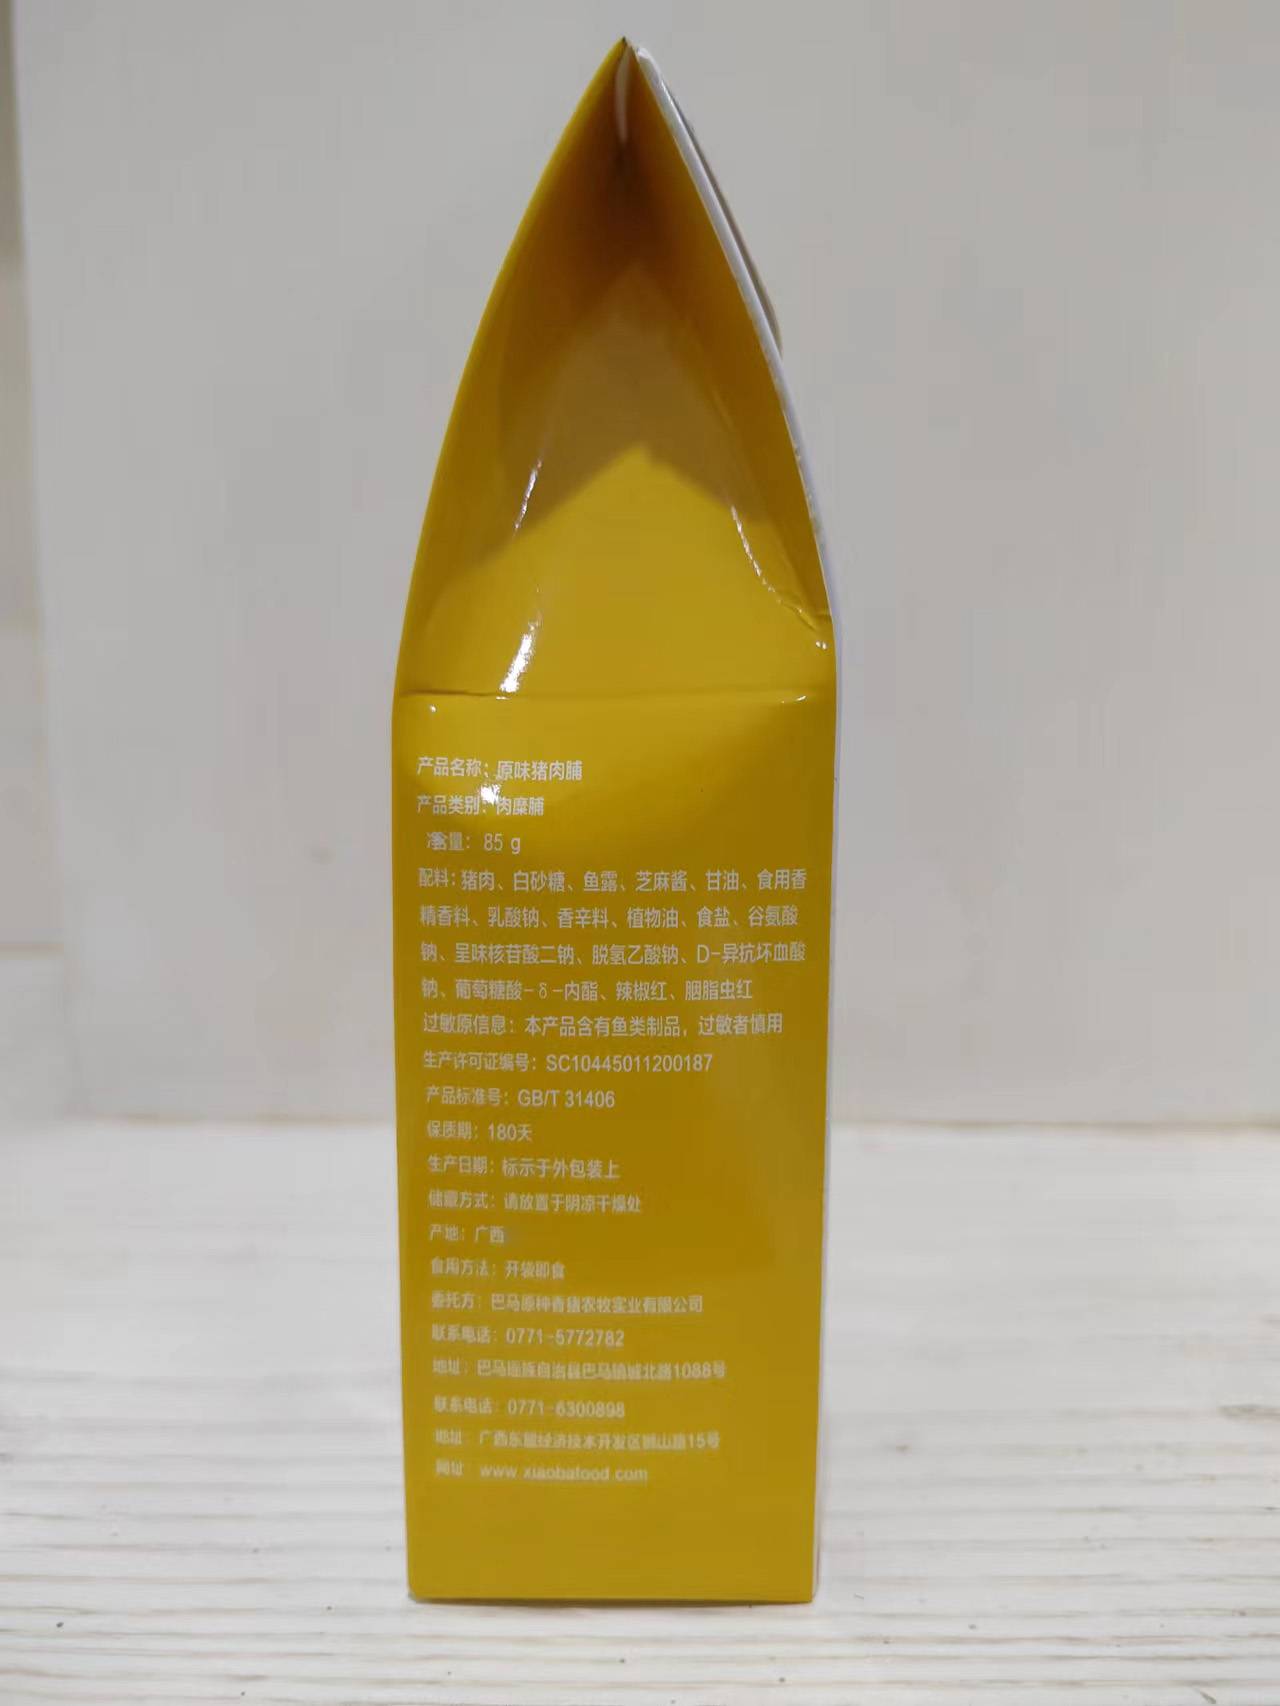 产品名称：原味猪肉脯
产品类别：肉糜脯
净含量：85 g
配料：猪肉、白砂糖、鱼露、芝麻酱、甘油、食用香
精香料、乳酸钠、香辛料、植物油、食盐、谷氨酸
钠、呈味核苷酸二钠、脱氢乙酸钠、D-异抗坏血酸
钠、葡萄糖酸-δ-内酯、辣椒红、胭脂虫红
过敏原信息：本产品含有鱼类制品，过敏者慎用
生产许可证编号：SC10445011200187
产品标准号：GB/T 31406
保质期：180天
生产日期：标示于外包装上
储藏方式：请放置于阴凉干燥处
产地：广西
食用方法：开袋即食
委托方：巴马原种香猪农牧实业有限公司
联系电话：0771-5772782
地址：巴马瑶族自治县巴马镇城北路1088号
联系电话：0771-6300898
地址：广西东盟经济技术开发区狮山路15号
网址：www.xiaobafood.com